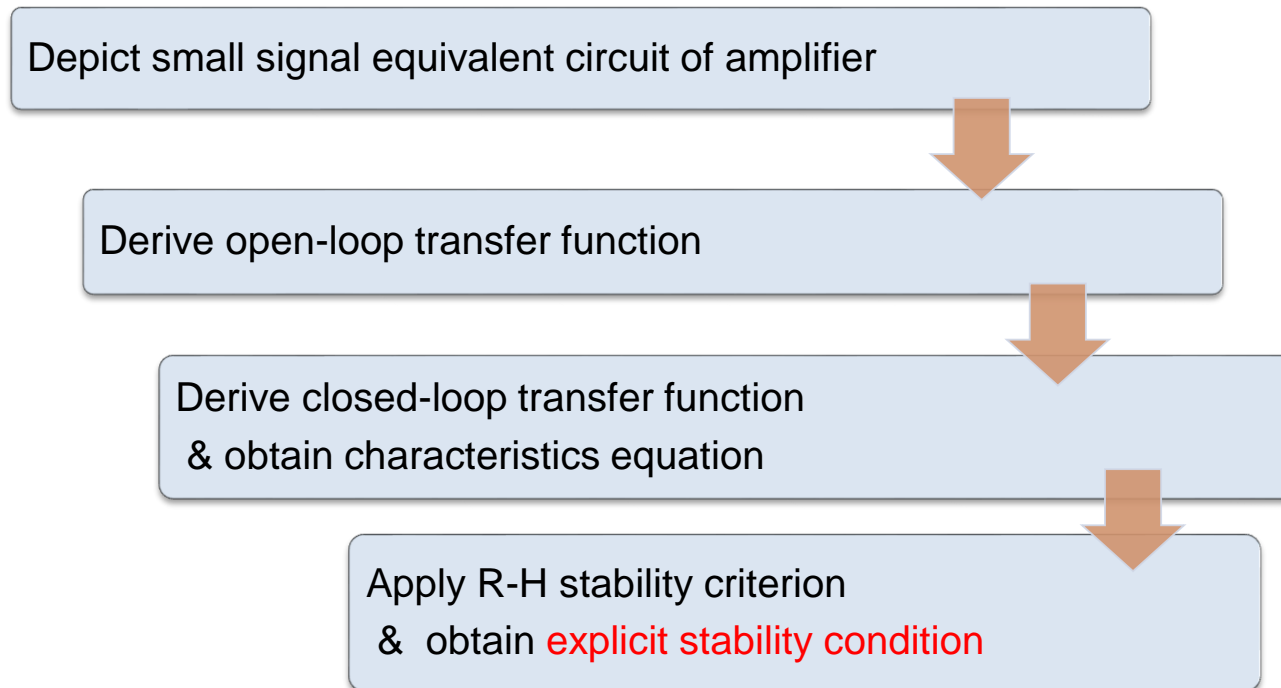 Depict small signal equivalent circuit of amplifier
Derive open-loop transfer function
Derive closed-loop transfer function
& obtain characteristics equation
Apply R-H stability criterion
& obtain explicit stability condition